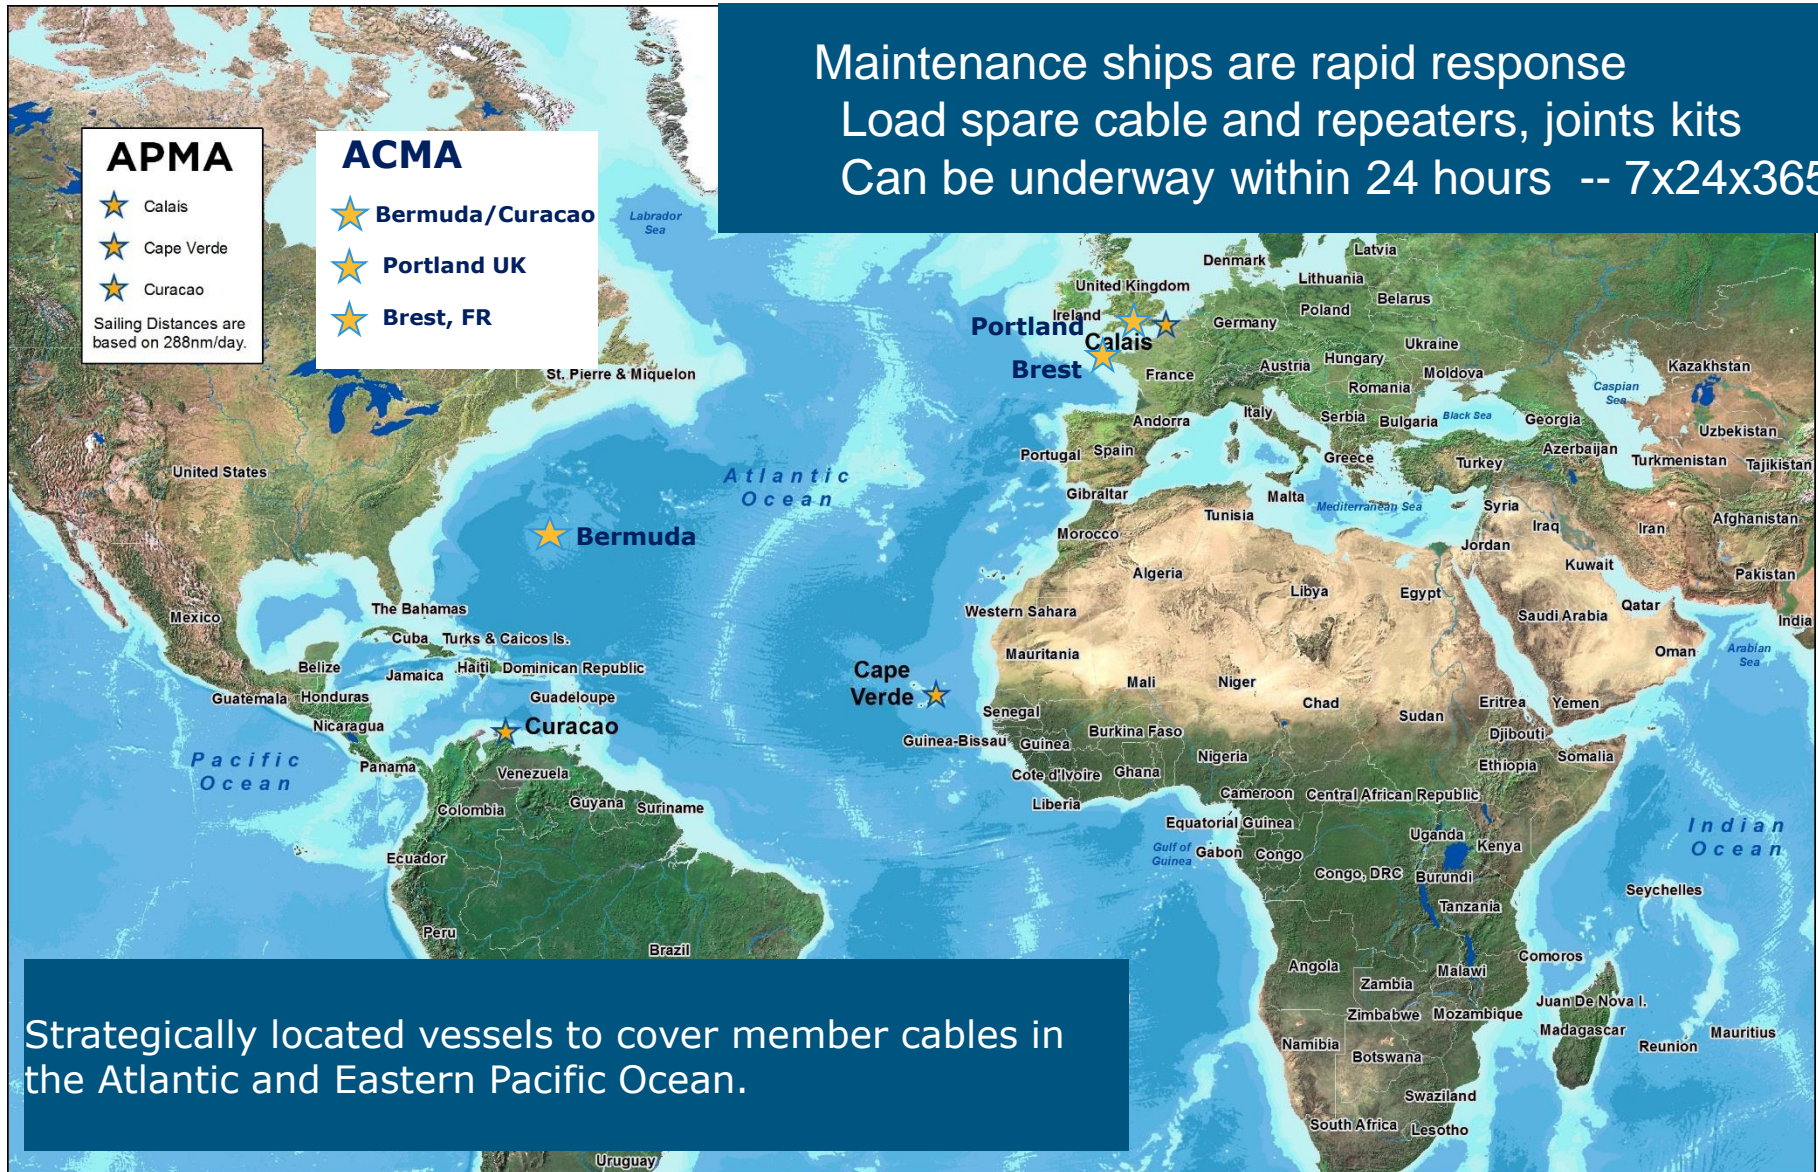 Maintenance ships are rapid response
Load spare cable and repeaters, joints kits
Can be underway within 24 hours -- 7x24x365
APMA
Calais
Cape Verde
Curacao
Sailing Distances are
based on 288nm/day.
ACMA
Bermuda/Curacao
Portland UK
Brest, FR
Labrador
Sea
St. Pierre & Miquelon
United States
Atlantic
Ocean
Bermuda
Mexico
The Bahamas
Cuba
Turks & Caicos Is.
Belize
Jamaica
Haiti
Dominican Republic
Guatemala
Honduras
Guadeloupe
Nicaragua
Curacao
Pacific
Ocean
Panama
Venezuela
Colombia
Guyana
Suriname
Ecuador
Peru
Brazil
Uruguay
Latvia
Denmark
Lithuania
United Kingdom
Belarus
Ireland
Poland
Portland
Germany
Calais
Ukraine
Brest
France
Austria
Hungary
Moldova
Kazakhstan
Romania
Caspian
Sea
Andorra
Italy
Serbia
Bulgaria
Black Sea
Georgia
Uzbekistan
Portugal
Spain
Greece
Turkey
Azerbaijan
Turkmenistan
Tajikistan
Gibraltar
Malta
Mediterranean Sea
Syria
Tunisia
Iraq
Iran
Afghanistan
Morocco
Jordan
Kuwait
Pakistan
Algeria
Libya
Egypt
Western Sahara
Saudi Arabia
Qatar
India
Mauritania
Oman
Arabian
Sea
Cape
Verde
Mali
Niger
Chad
Sudan
Eritrea
Yemen
Senegal
Guinea-Bissau
Guinea
Burkina Faso
Djibouti
Nigeria
Ethiopia
Somalia
Cote d'Ivoire
Ghana
Liberia
Cameroon
Central African Republic
Equatorial Guinea
Uganda
Kenya
Indian
Ocean
Gulf of
Guinea
Gabon
Congo
Congo, DRC
Burundi
Seychelles
Tanzania
Angola
Malawi
Comoros
Zambia
Juan De Nova I.
Zimbabwe
Mozambique
Madagascar
Mauritius
Namibia
Reunion
Botswana
Swaziland
South Africa
Lesotho
Strategically located vessels to cover member cables in
the Atlantic and Eastern Pacific Ocean.